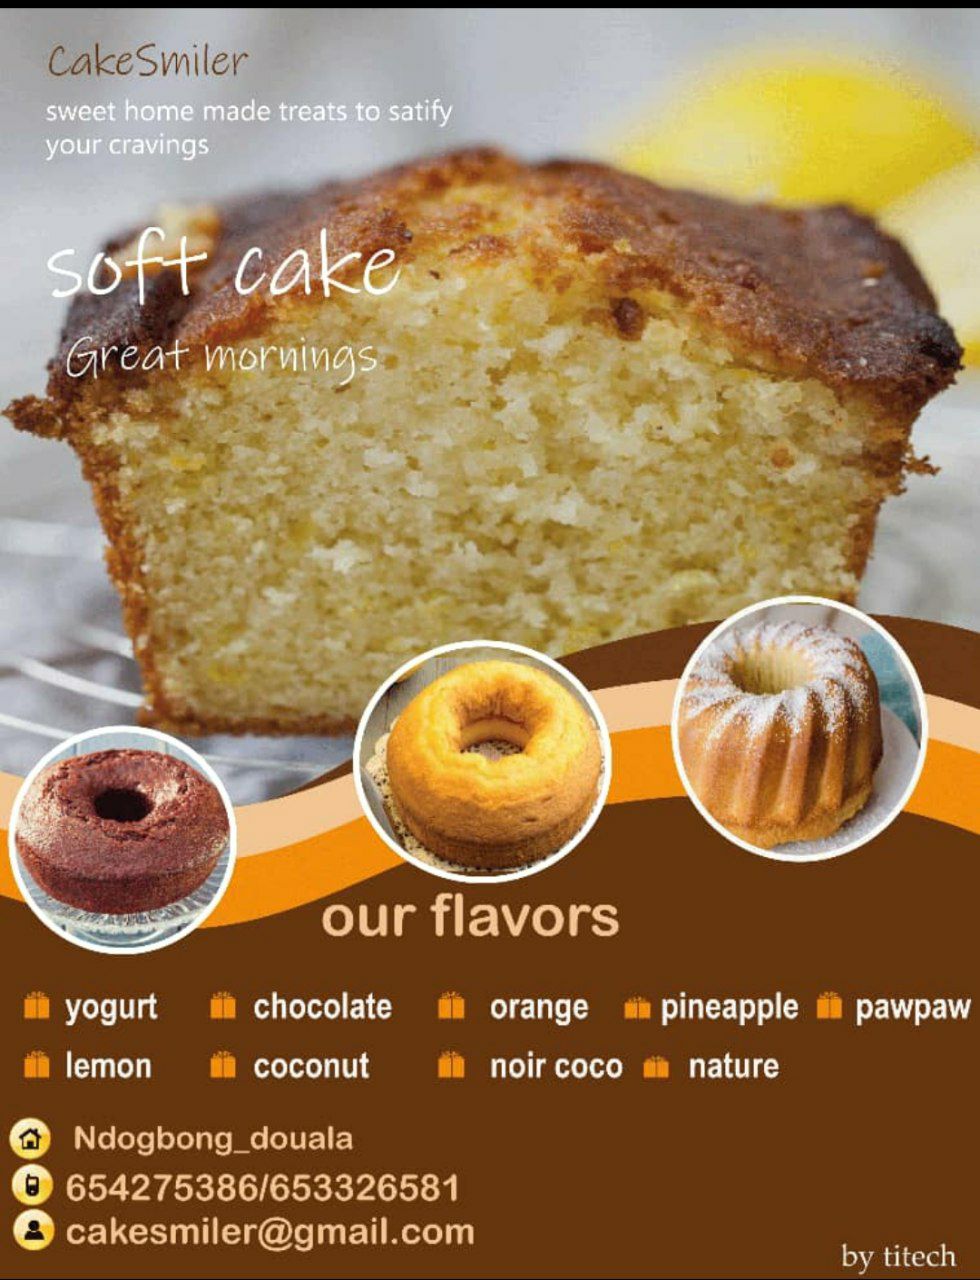 CakeSmiler
sweet home made treats to satify
your cravings
soft cake
Great mornings
our flavors
yogurt chocolate orange pineapple pawpaw
lemon coconut noir coco nature
Ndogbong_douala
654275386/653326581
cakesmiler@gmail.com
by titech